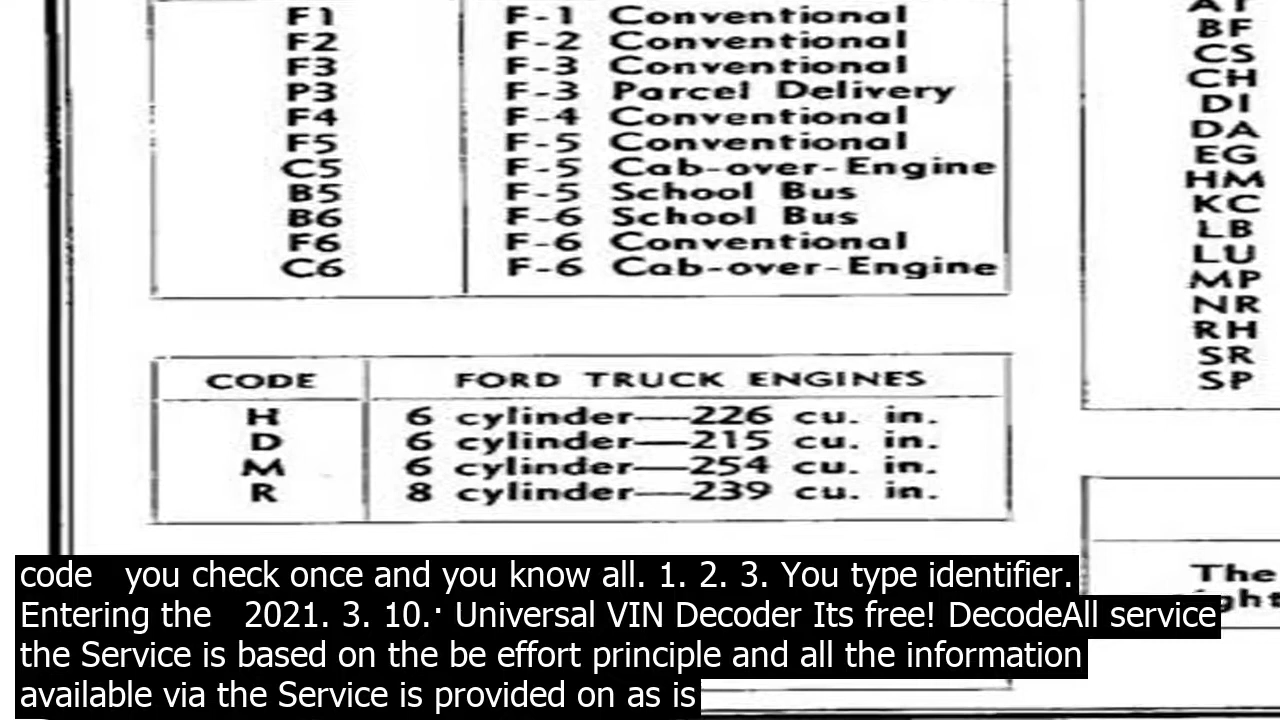 F1 F-1 Conventional
F2 F-2 Conventional
F3 F-3 Conventional
P3 F-3 Parcel Delivery
F4 F-4 Conventional
F5 F-5 Conventional
C5 F-5 Cab-over-Engine
B5 F-5 School Bus
B6 F-6 School Bus
F6 F-6 Conventional
C6 F-6 Cab-over-Engine
CODE FORD TRUCK ENGINES
H 6 cylinder—226 cu. in.
D 6 cylinder—215 cu. in.
M 6 cylinder—254 cu. in.
R 8 cylinder—239 cu. in.
BF
CS
CH
DI
DA
EG
HM
KC
LB
LU
MP
NR
RH
SR
SP
The
code you check once and you know all. 1. 2. 3. You type identifier.
Entering the 2021. 3. 10.· Universal VIN Decoder Its free! DecodeAll service
the Service is based on the be effort principle and all the information
available via the Service is provided on as is